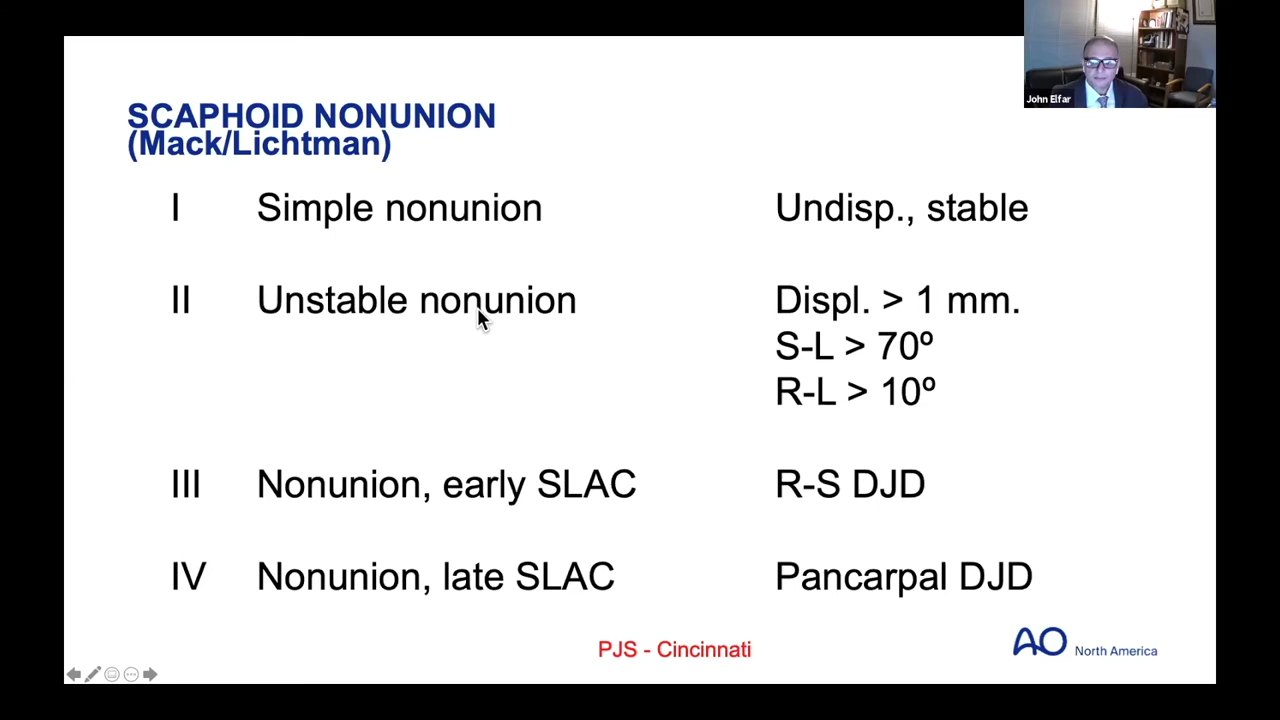 John Elfar
SCAPHOID NONUNION
(Mack/Lichtman)
I Simple nonunion Undisp., stable
II Unstable nonunion Displ. > 1 mm.
S-L > 70º
R-L > 10º
III Nonunion, early SLAC R-S DJD
IV Nonunion, late SLAC Pancarpal DJD
PJS - Cincinnati
AO North America